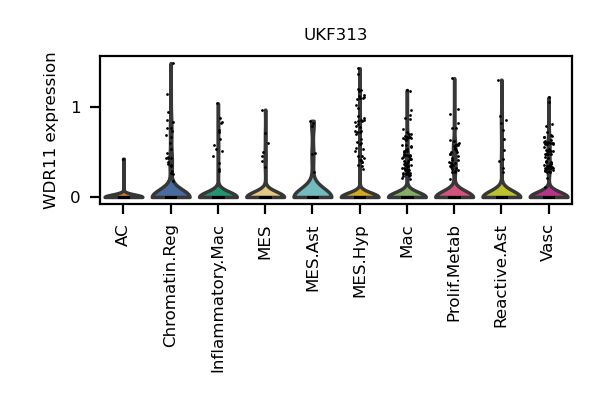 UKF313
WDR11 expression
1
0
AC
Chromatin.Reg
Inflammatory.Mac
MES
MES.Ast
MES.Hyp
Mac
Prolif.Metab
Reactive.Ast
Vasc